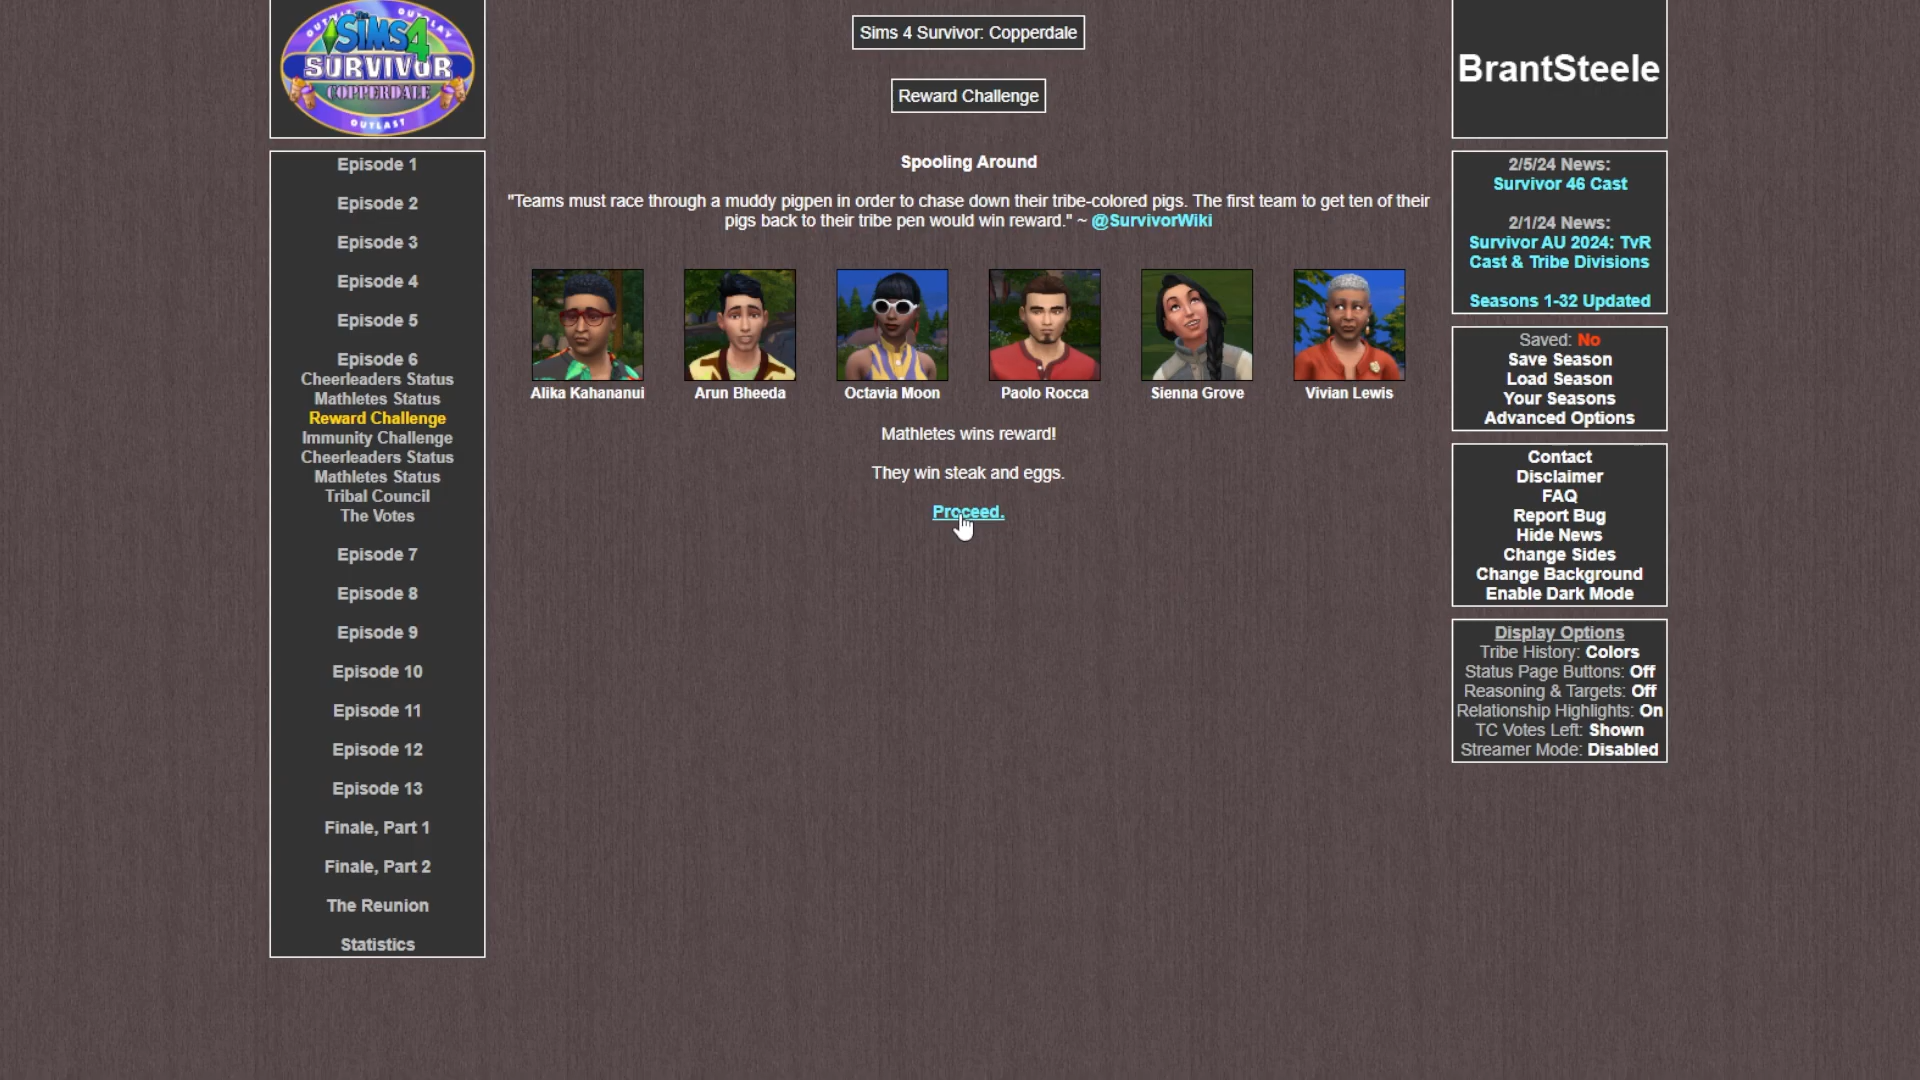 OUTWIT OUTPLAY
THE SIMS 4
SURVIVOR
COPPERDALE
OUTLAST
Episode 1
Episode 2
Episode 3
Episode 4
Episode 5
Episode 6
Cheerleaders Status
Mathletes Status
Reward Challenge
Immunity Challenge
Cheerleaders Status
Mathletes Status
Tribal Council
The Votes
Episode 7
Episode 8
Episode 9
Episode 10
Episode 11
Episode 12
Episode 13
Finale, Part 1
Finale, Part 2
The Reunion
Statistics
Sims 4 Survivor: Copperdale
Reward Challenge
Spooling Around
"Teams must race through a muddy pigpen in order to chase down their tribe-colored pigs. The first team to get ten of their
pigs back to their tribe pen would win reward." ~ @SurvivorWiki
Alika Kahananui Arun Bheeda Octavia Moon Paolo Rocca Sienna Grove Vivian Lewis
Mathletes wins reward!
They win steak and eggs.
Proceed.
BrantSteele
2/5/24 News:
Survivor 46 Cast
2/1/24 News:
Survivor AU 2024: TvR
Cast & Tribe Divisions
Seasons 1-32 Updated
Saved: No
Save Season
Load Season
Your Seasons
Advanced Options
Contact
Disclaimer
FAQ
Report Bug
Hide News
Change Sides
Change Background
Enable Dark Mode
Display Options
Tribe History: Colors
Status Page Buttons: Off
Reasoning & Targets: Off
Relationship Highlights: On
TC Votes Left: Shown
Streamer Mode: Disabled